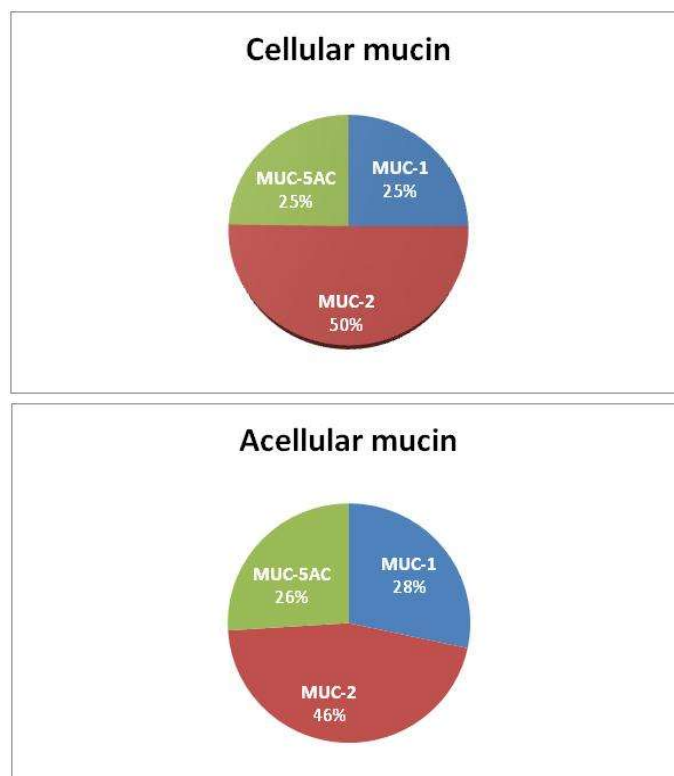 Cellular mucin
MUC-5AC
25%
MUC-1
25%
MUC-2
50%
Acellular mucin
MUC-5AC
26%
MUC-1
28%
MUC-2
46%